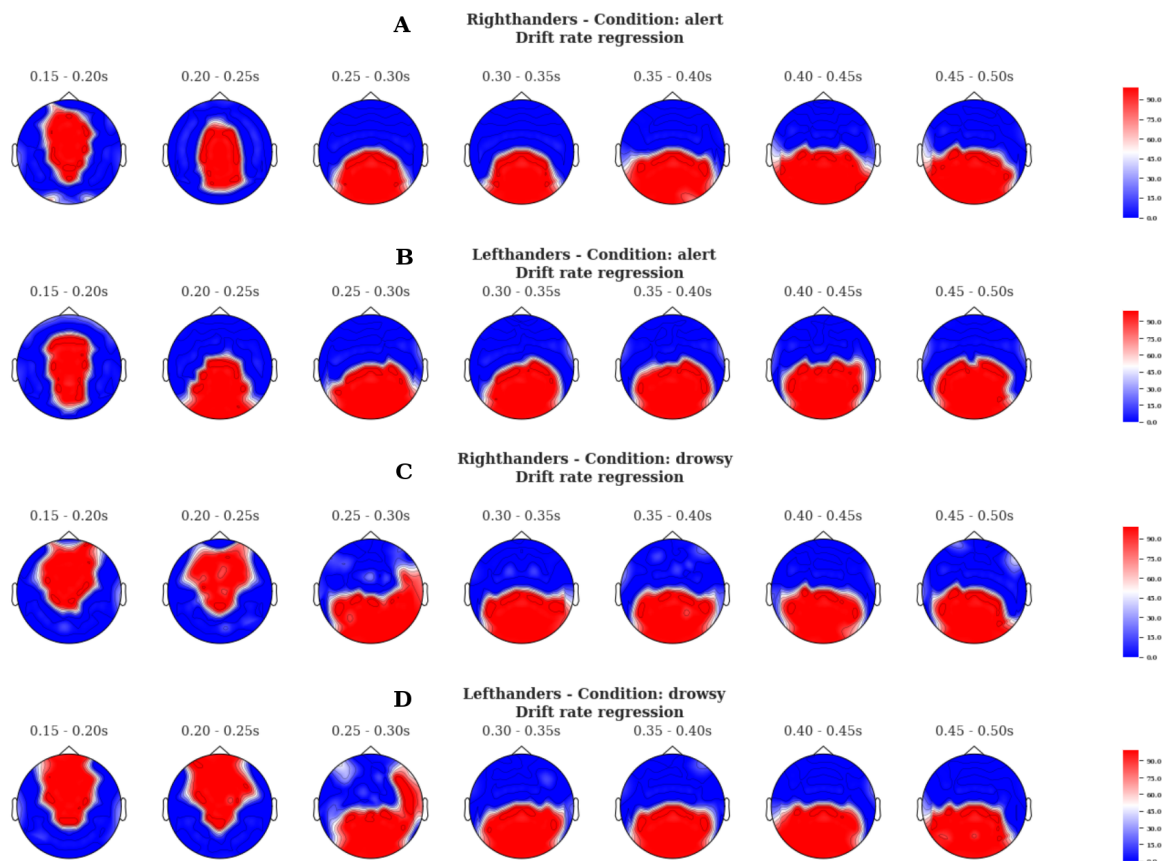 A
Righthanders - Condition: alert
Drift rate regression
0.15 - 0.20s 0.20 - 0.25s 0.25 - 0.30s 0.30 - 0.35s 0.35 - 0.40s 0.40 - 0.45s 0.45 - 0.50s
90.0
75.0
60.0
45.0
30.0
15.0
0.0
B
Lefthanders - Condition: alert
Drift rate regression
0.15 - 0.20s 0.20 - 0.25s 0.25 - 0.30s 0.30 - 0.35s 0.35 - 0.40s 0.40 - 0.45s 0.45 - 0.50s
90.0
75.0
60.0
45.0
30.0
15.0
0.0
C
Righthanders - Condition: drowsy
Drift rate regression
0.15 - 0.20s 0.20 - 0.25s 0.25 - 0.30s 0.30 - 0.35s 0.35 - 0.40s 0.40 - 0.45s 0.45 - 0.50s
90.0
75.0
60.0
45.0
30.0
15.0
0.0
D
Lefthanders - Condition: drowsy
Drift rate regression
0.15 - 0.20s 0.20 - 0.25s 0.25 - 0.30s 0.30 - 0.35s 0.35 - 0.40s 0.40 - 0.45s 0.45 - 0.50s
90.0
75.0
60.0
45.0
30.0
15.0
0.0